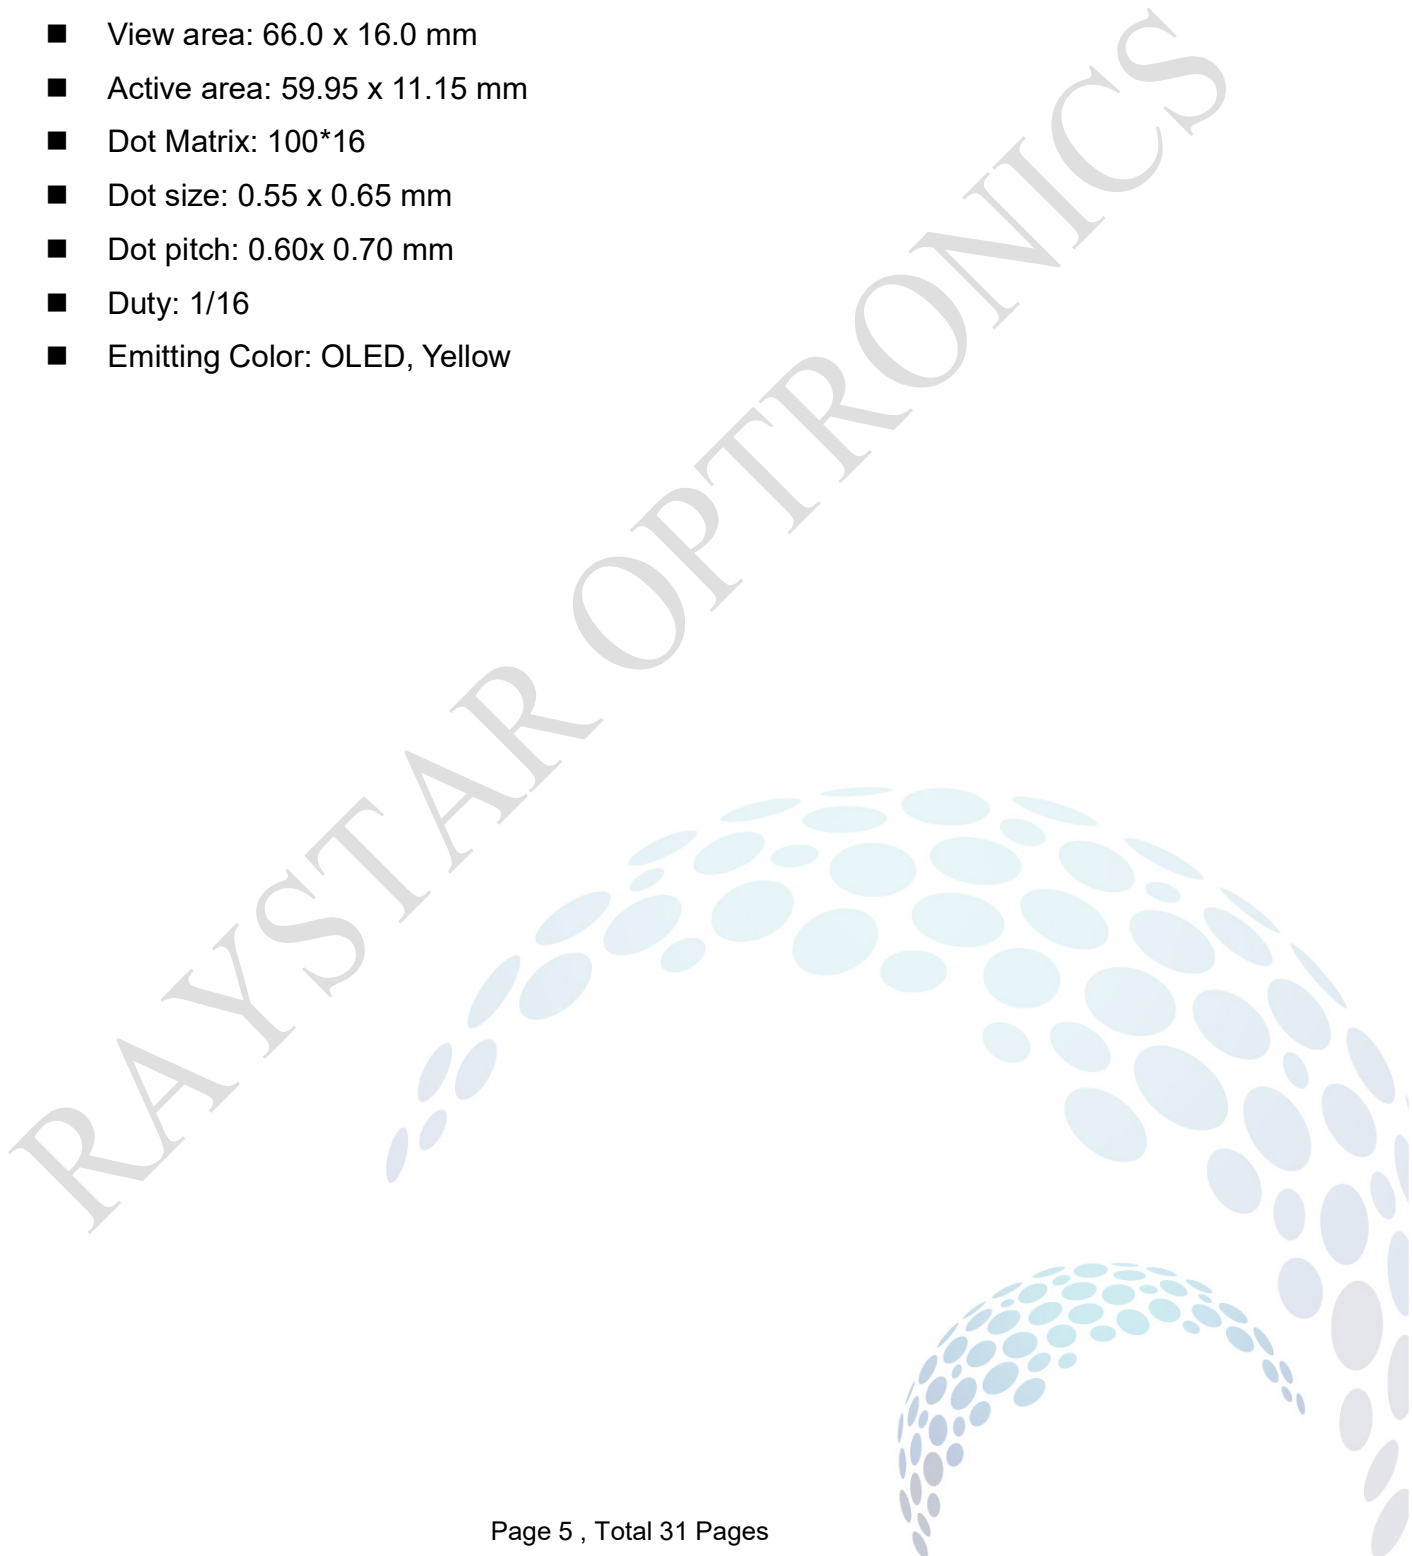 ■ View area: 66.0 x 16.0 mm
■ Active area: 59.95 x 11.15 mm
■ Dot Matrix: 100*16
■ Dot size: 0.55 x 0.65 mm
■ Dot pitch: 0.60x 0.70 mm
■ Duty: 1/16
■ Emitting Color: OLED, Yellow
RAYSTAR OPTRONICS
Page 5 , Total 31 Pages